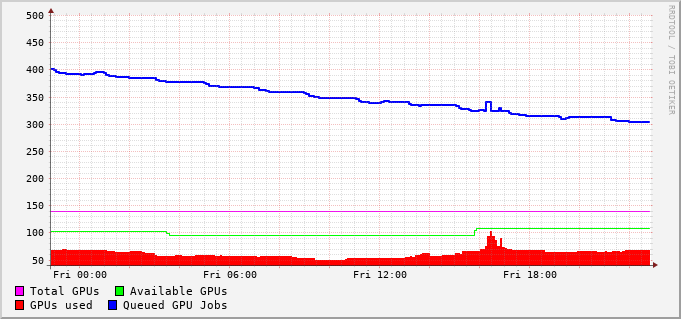 500
450
400
350
300
250
200
150
100
50
Fri 00:00 Fri 06:00 Fri 12:00 Fri 18:00
Total GPUs Available GPUs
GPUs used Queued GPU Jobs
RRDTOOL / TOBI OETIKER